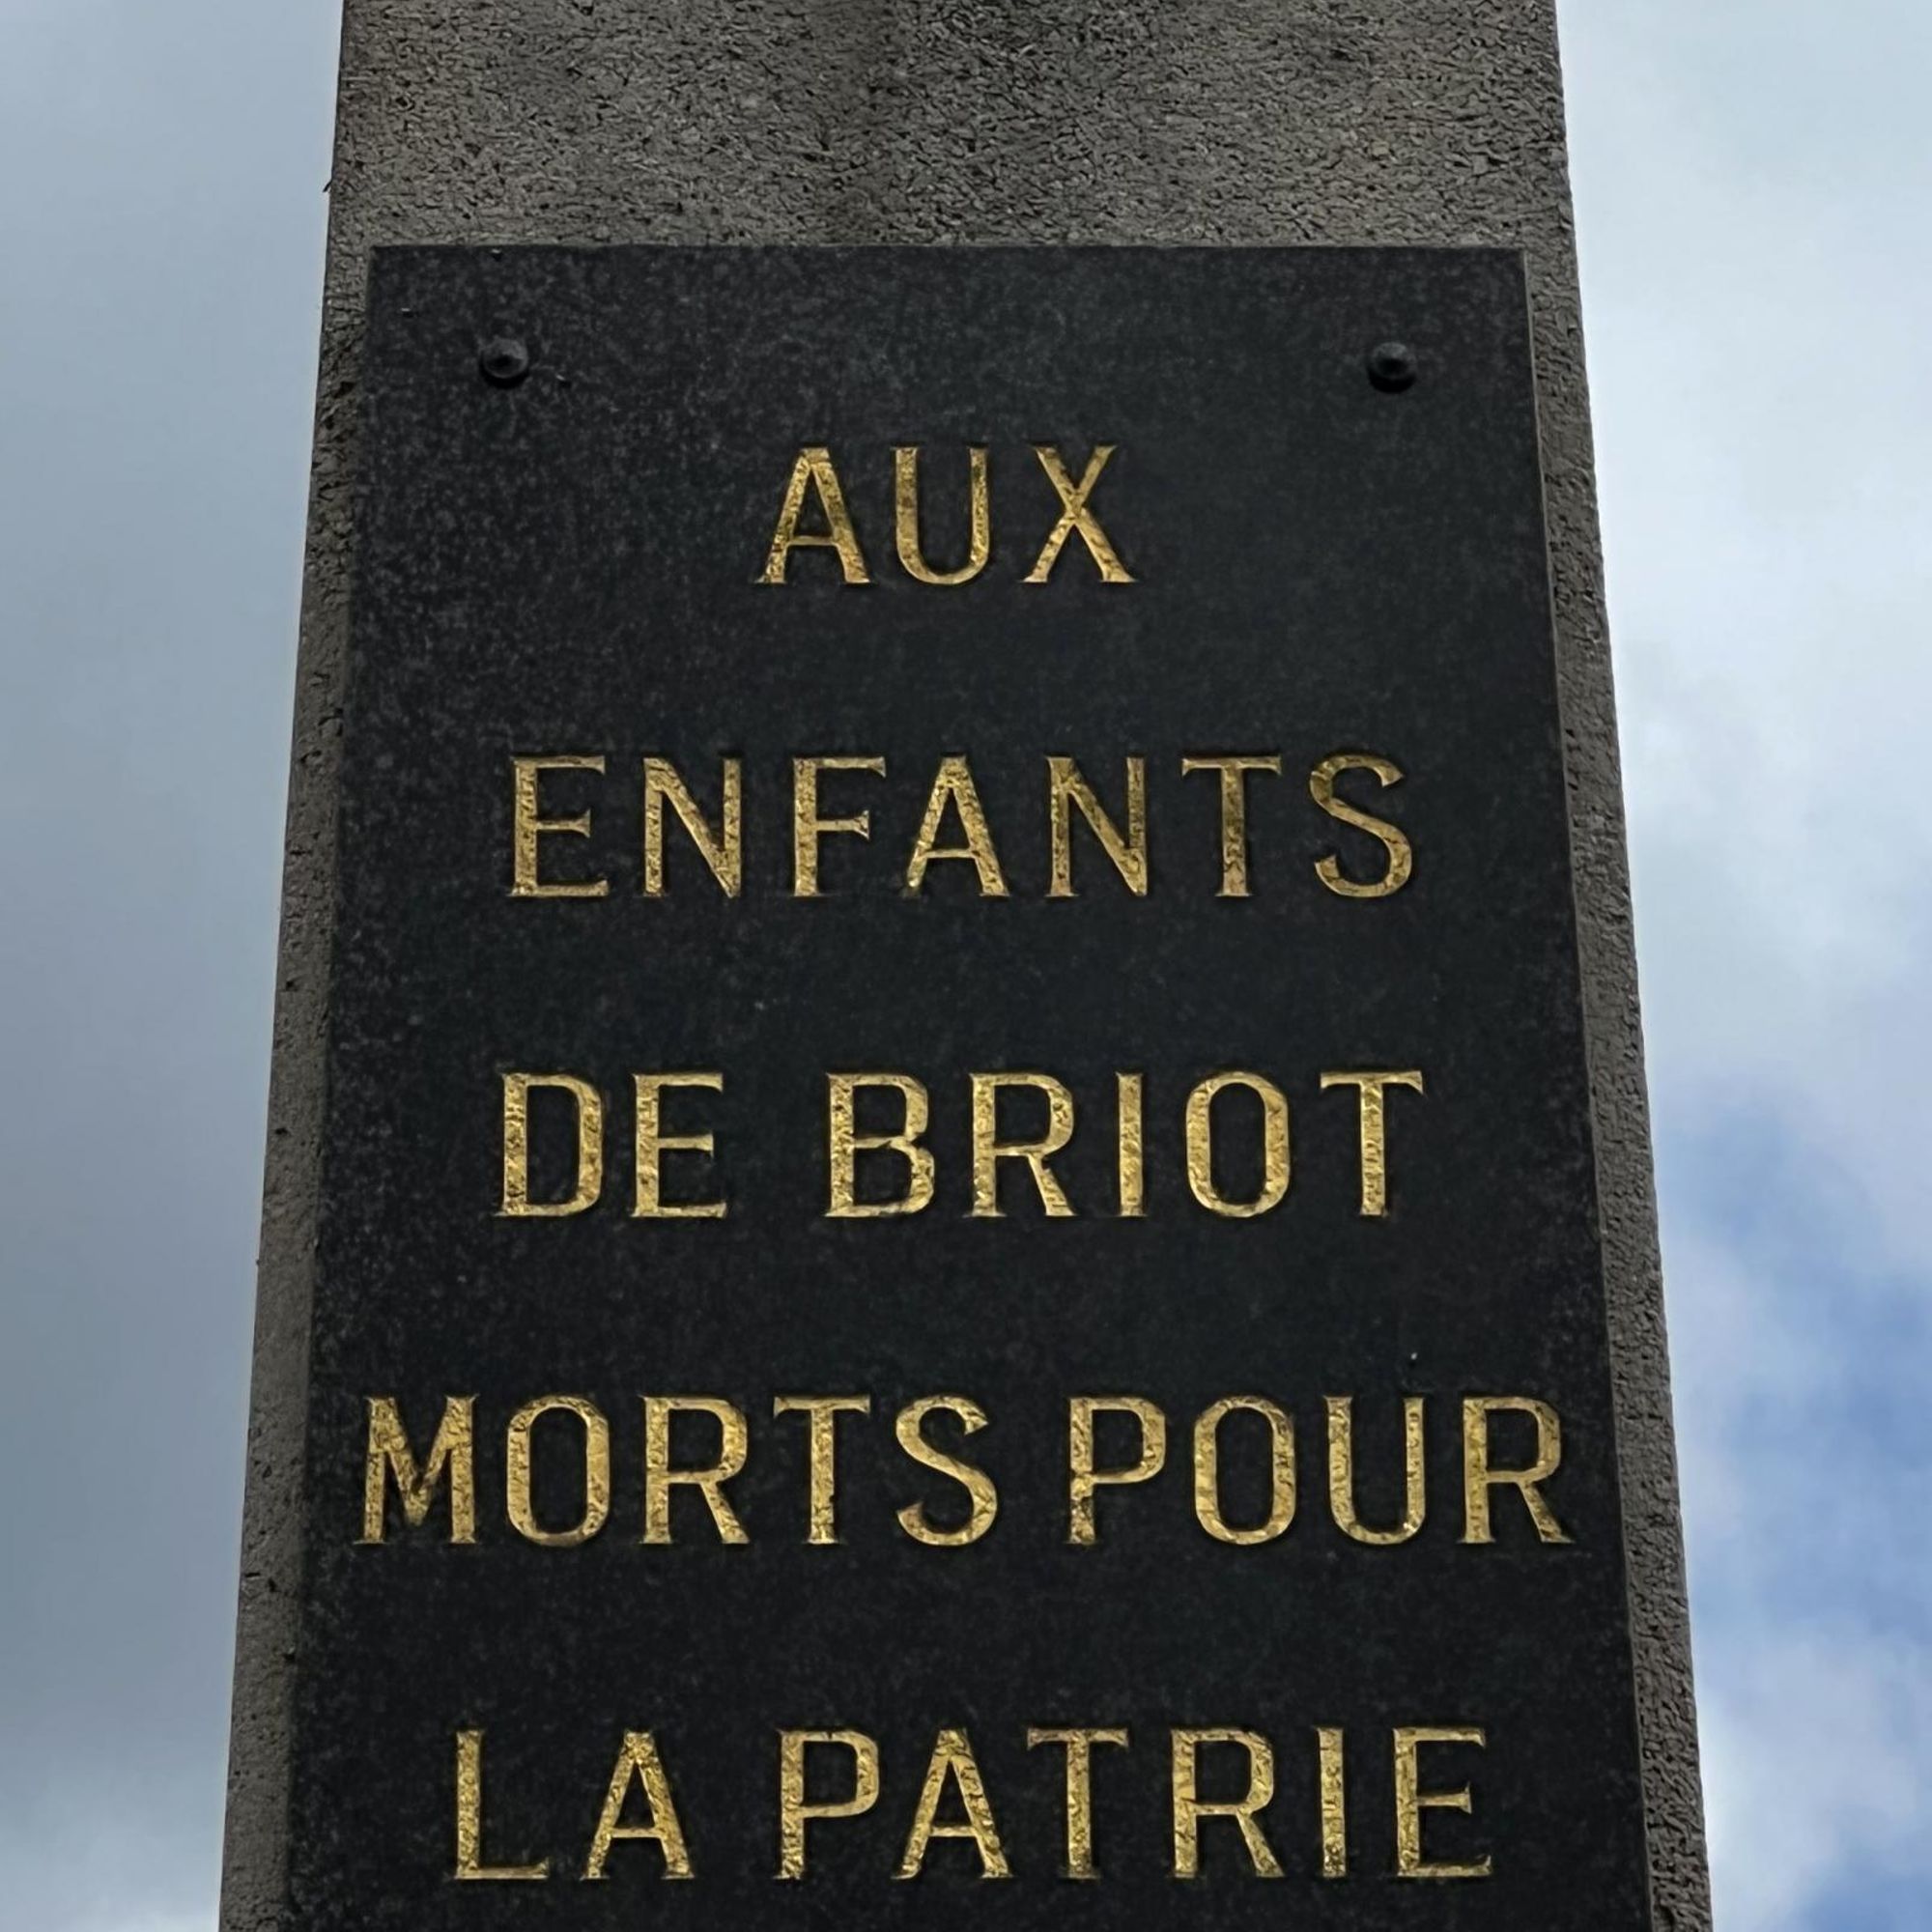 AUX
ENFANTS
DE BRIOT
MORTS POUR
LA PATRIE